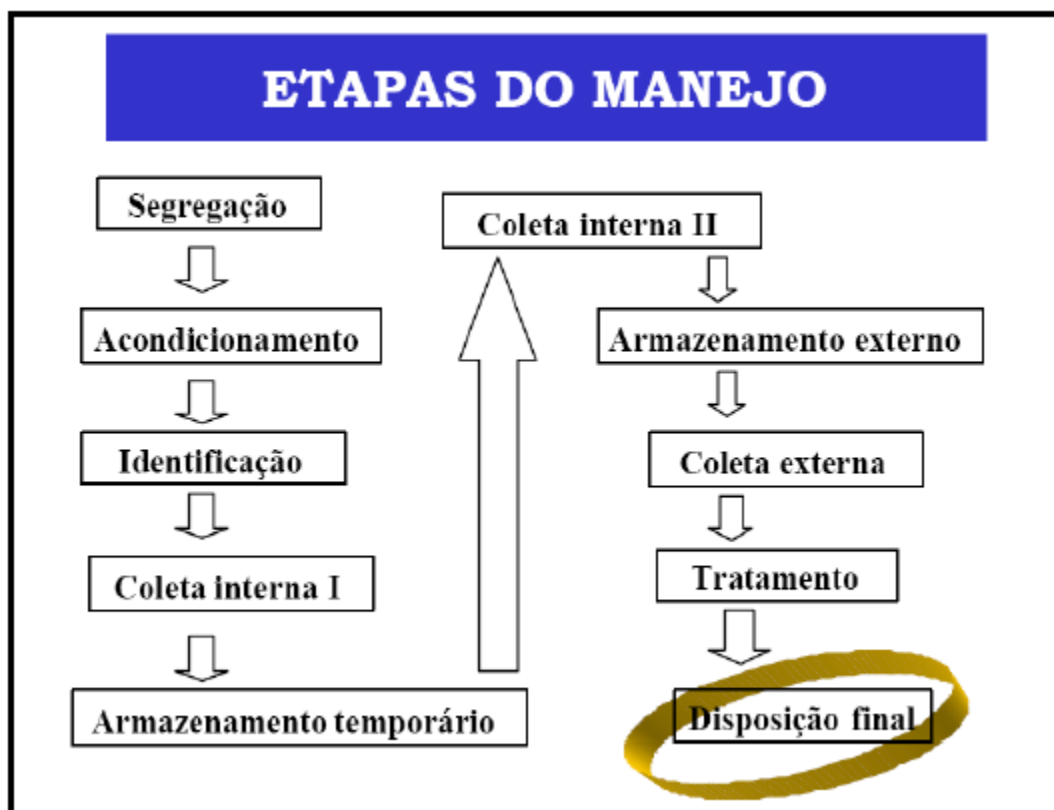 ETAPAS DO MANEJO
Segregação
Acondicionamento
Identificação
Coleta interna I
Armazenamento temporário
Coleta interna II
Armazenamento externo
Coleta externa
Tratamento
Disposição final